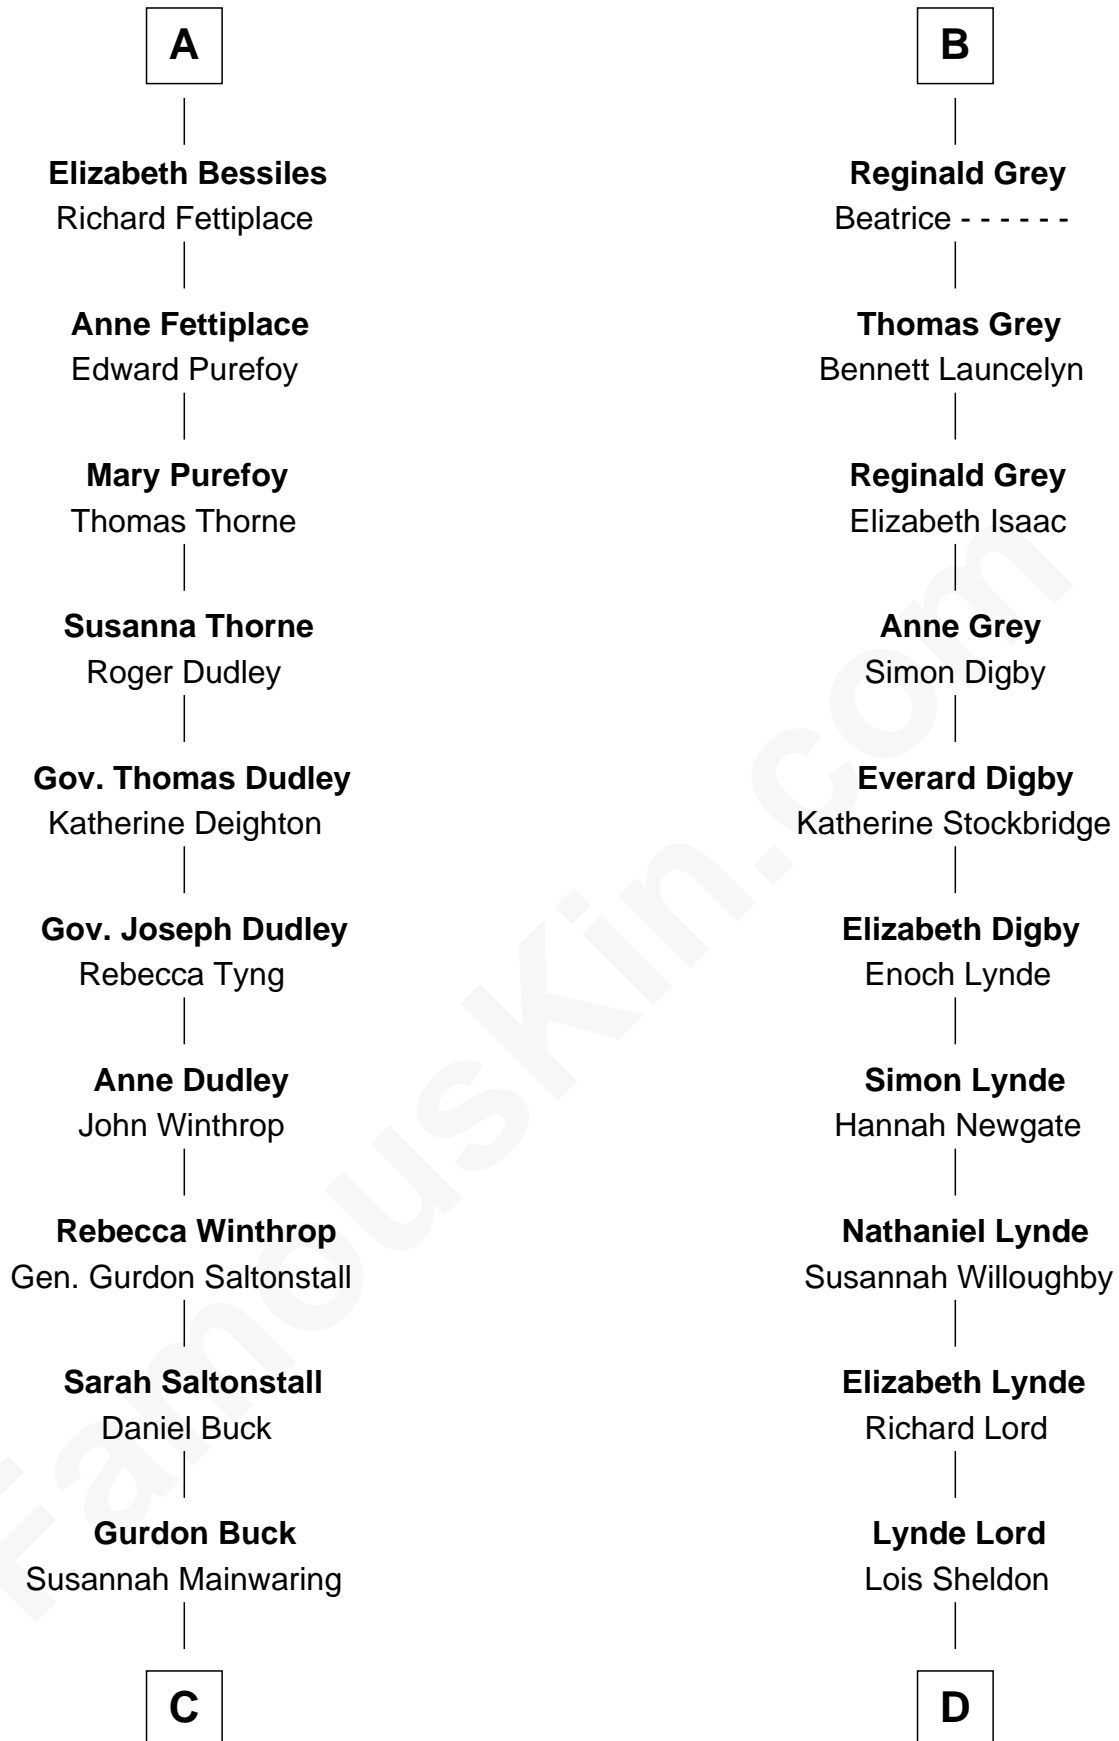 A
Elizabeth Bessiles
Richard Fettiplace
Anne Fettiplace
Edward Purefoy
Mary Purefoy
Thomas Thorne
Susanna Thorne
Roger Dudley
Gov. Thomas Dudley
Katherine Deighton
Gov. Joseph Dudley
Rebecca Tyng
Anne Dudley
John Winthrop
Rebecca Winthrop
Gen. Gurdon Saltonstall
Sarah Saltonstall
Daniel Buck
Gurdon Buck
Susannah Mainwaring
C
B
Reginald Grey
Beatrice - - - - - -
Thomas Grey
Bennett Launcelyn
Reginald Grey
Elizabeth Isaac
Anne Grey
Simon Digby
Everard Digby
Katherine Stockbridge
Elizabeth Digby
Enoch Lynde
Simon Lynde
Hannah Newgate
Nathaniel Lynde
Susannah Willoughby
Elizabeth Lynde
Richard Lord
Lynde Lord
Lois Sheldon
D
FamousKin.com